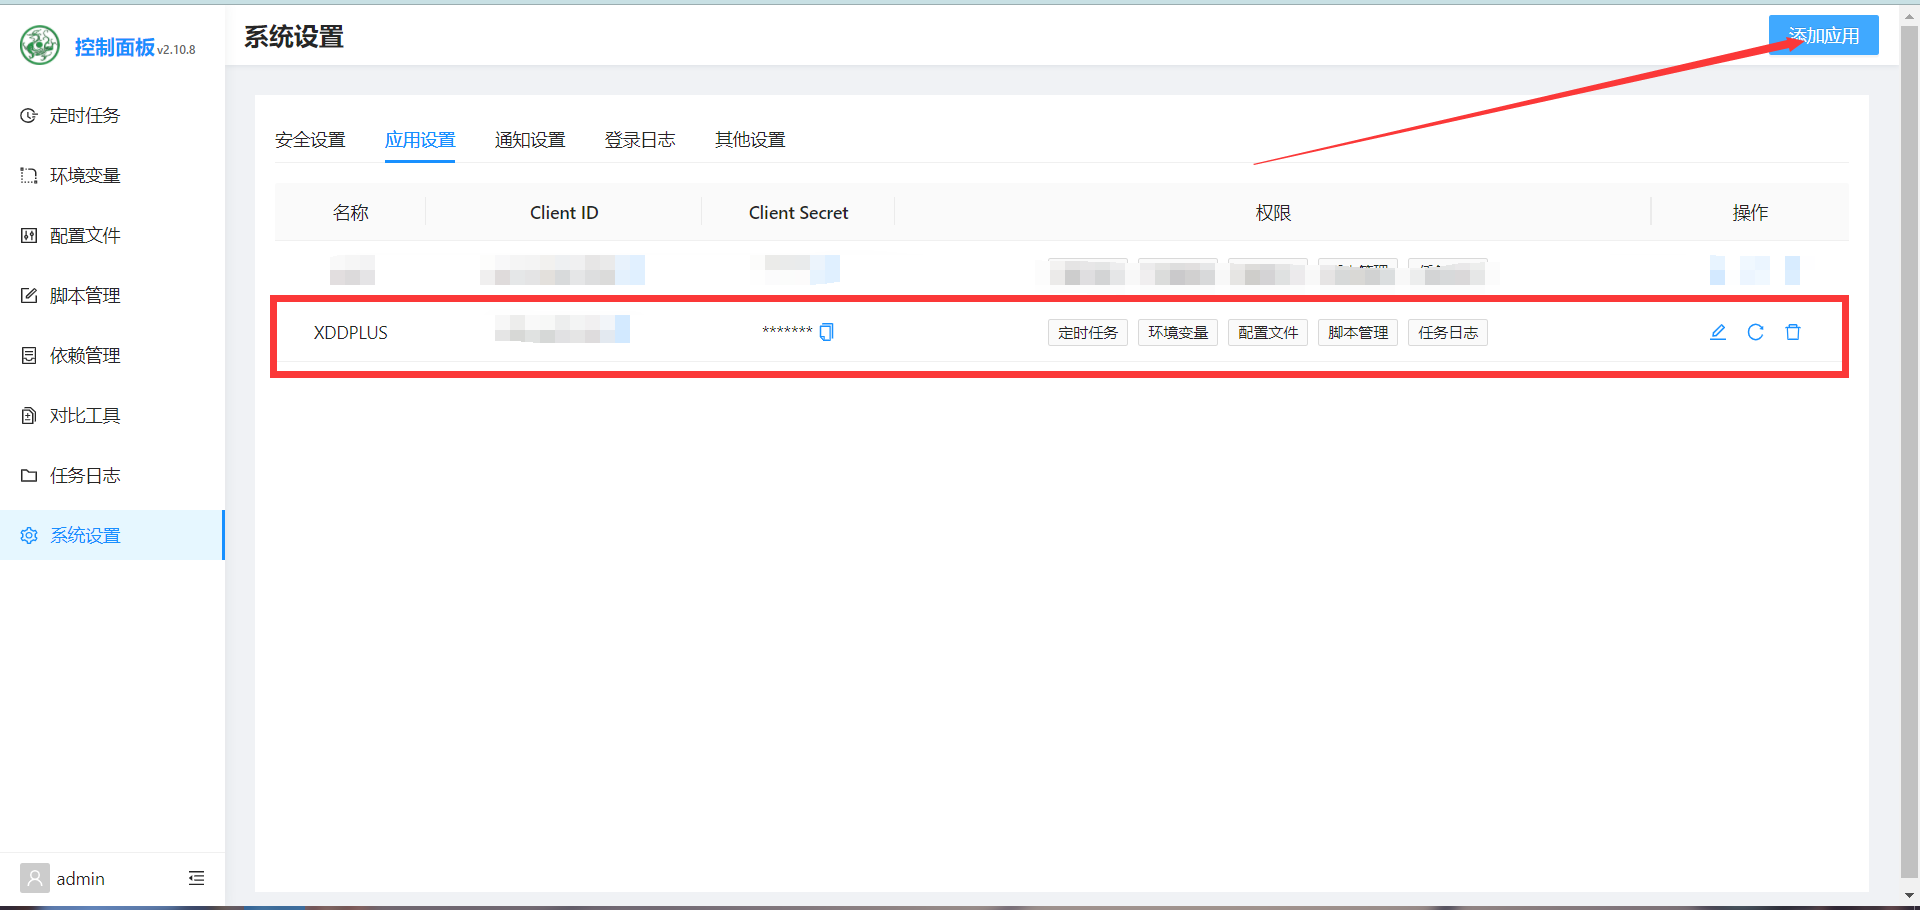 控制面板 v2.10.8
系统设置
添加应用
定时任务
环境变量
配置文件
脚本管理
依赖管理
对比工具
任务日志
系统设置
安全设置 应用设置 通知设置 登录日志 其他设置
名称 Client ID Client Secret 权限 操作
XDDPLUS ******* 定时任务 环境变量 配置文件 脚本管理 任务日志
admin